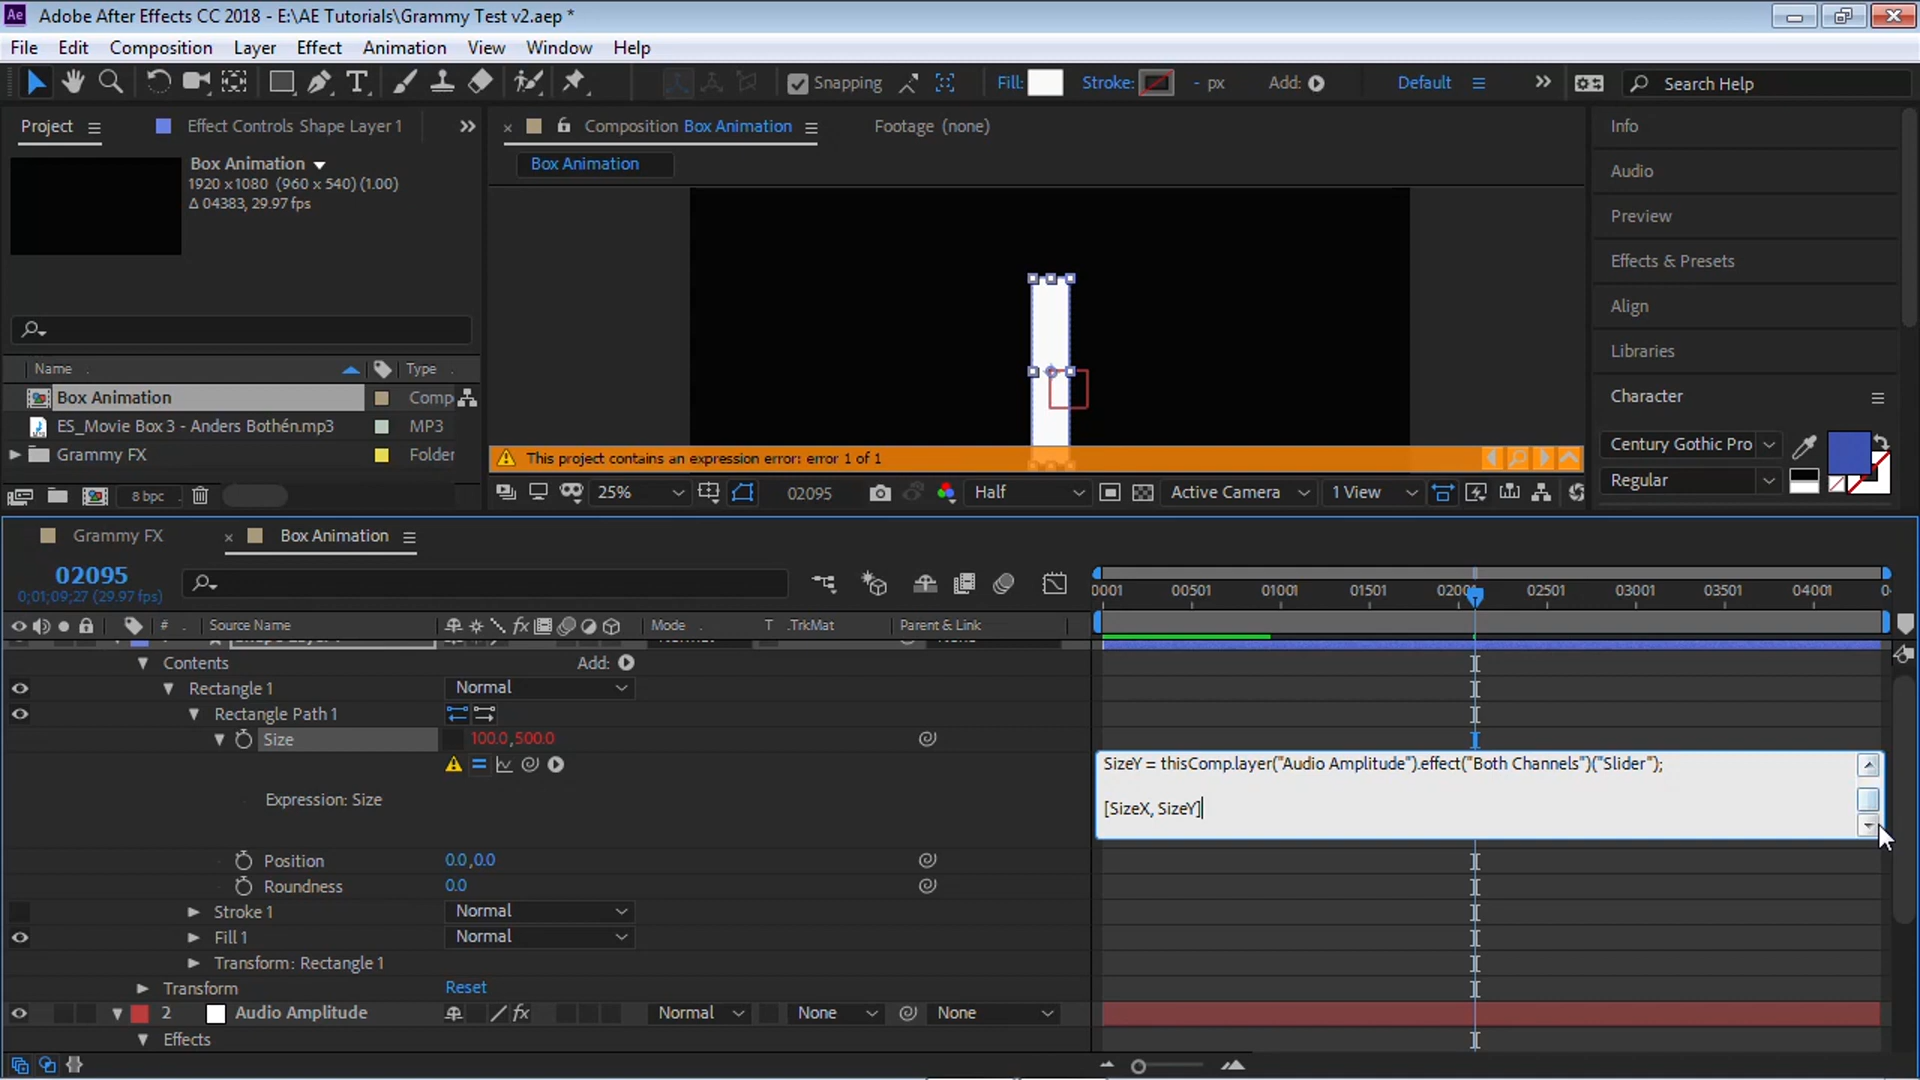 Ae Adobe After Effects CC 2018 - E:\AE Tutorials\Grammy Test v2.aep *
File Edit Composition Layer Effect Animation View Window Help
Snapping Fill: Stroke: - px Add: Default Search Help
Project Effect Controls Shape Layer 1
Composition Box Animation Footage (none)
Box Animation
Box Animation
1920 x1080 (960 x 540) (1.00)
Δ 04383, 29.97 fps
Name Type
Box Animation Comp
ES_Movie Box 3 - Anders Bothén.mp3 MP3
Grammy FX Folder
8 bpc
This project contains an expression error: error 1 of 1
25% 02095 Half Active Camera 1 View
Info
Audio
Preview
Effects & Presets
Align
Libraries
Character
Century Gothic Pro
Regular
Grammy FX Box Animation
02095
0;01;09;27 (29.97 fps)
0001 00501 01001 01501 02501 03001 03501 04001
# Source Name Mode T .TrkMat Parent & Link
Contents Add:
Rectangle 1 Normal
Rectangle Path 1
Size 100.0,500.0
Expression: Size
SizeY = thisComp.layer("Audio Amplitude").effect("Both Channels")("Slider");
[SizeX, SizeY]
Position 0.0,0.0
Roundness 0.0
Stroke 1 Normal
Fill 1 Normal
Transform: Rectangle 1
Transform Reset
2 Audio Amplitude Normal None None
Effects